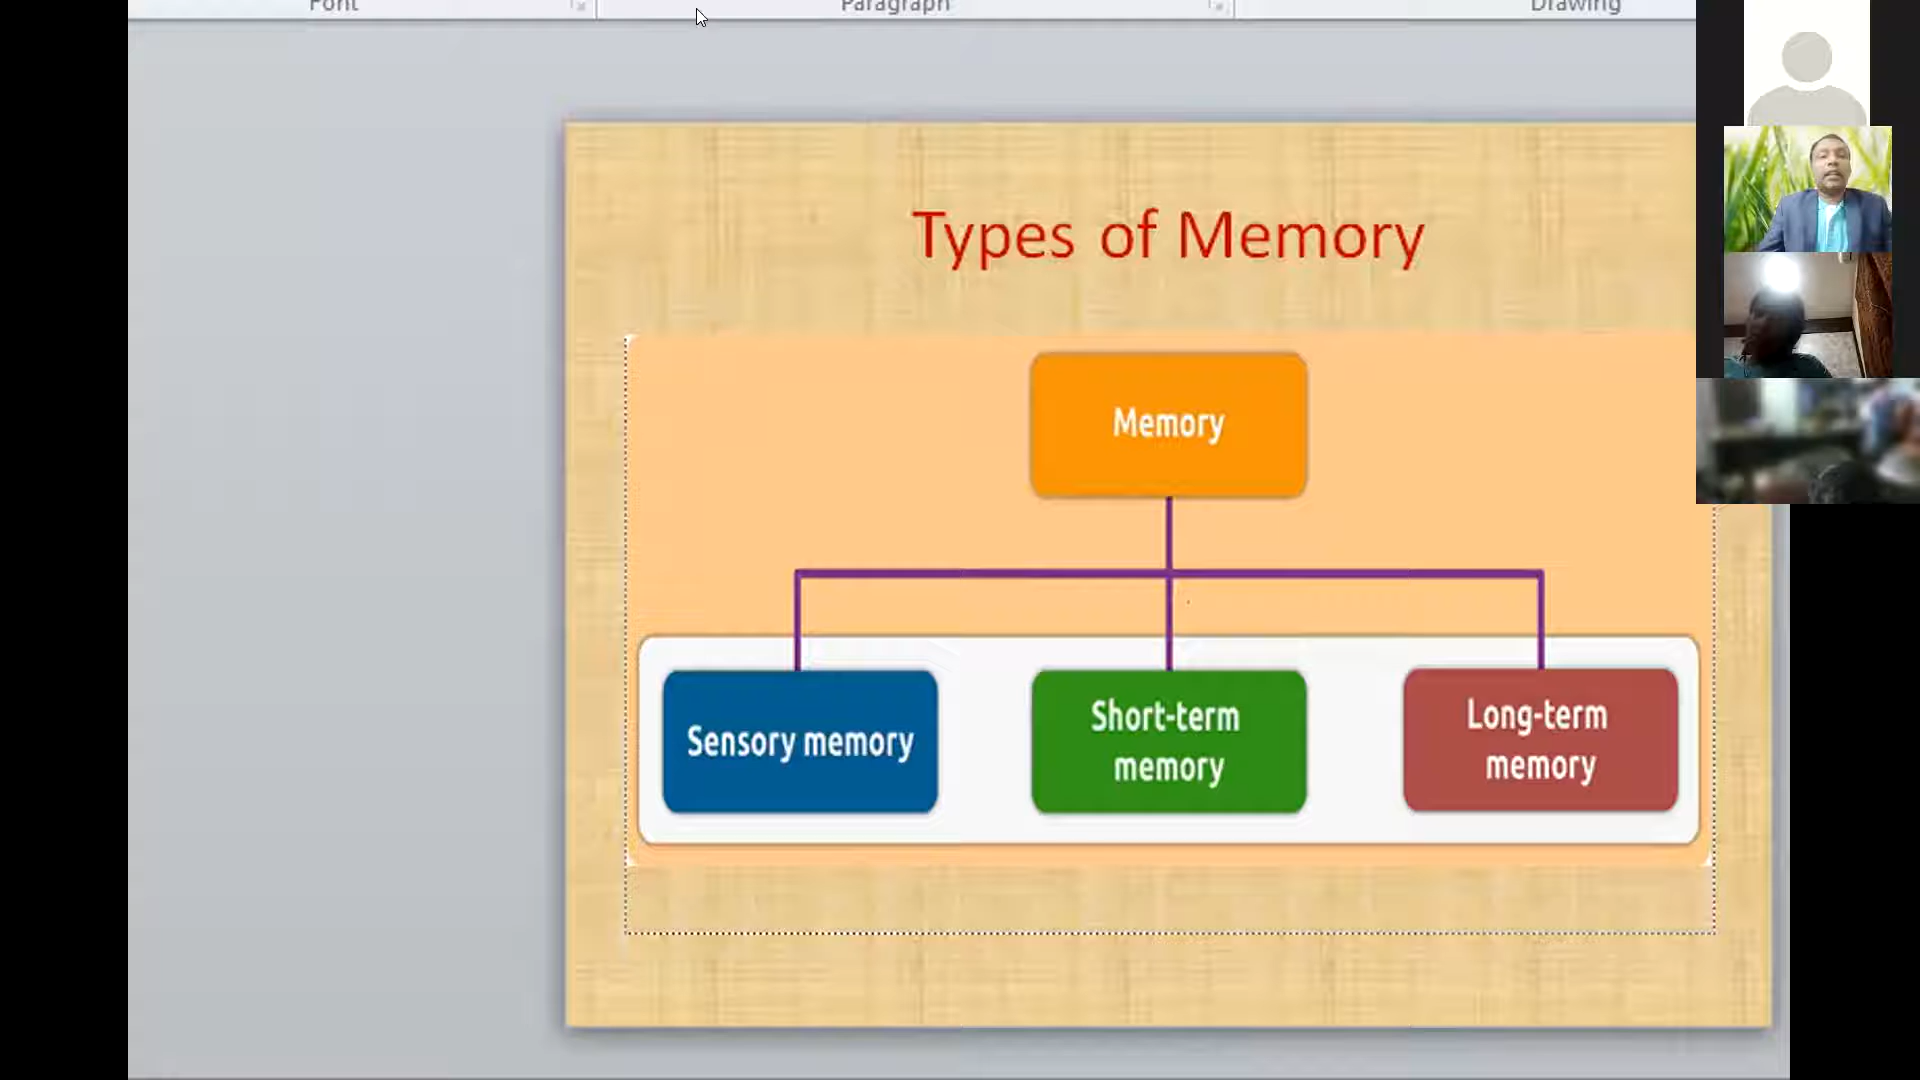 Font
Paragraph
Drawing
Types of Memory
Memory
Sensory memory
Short-term
memory
Long-term
memory